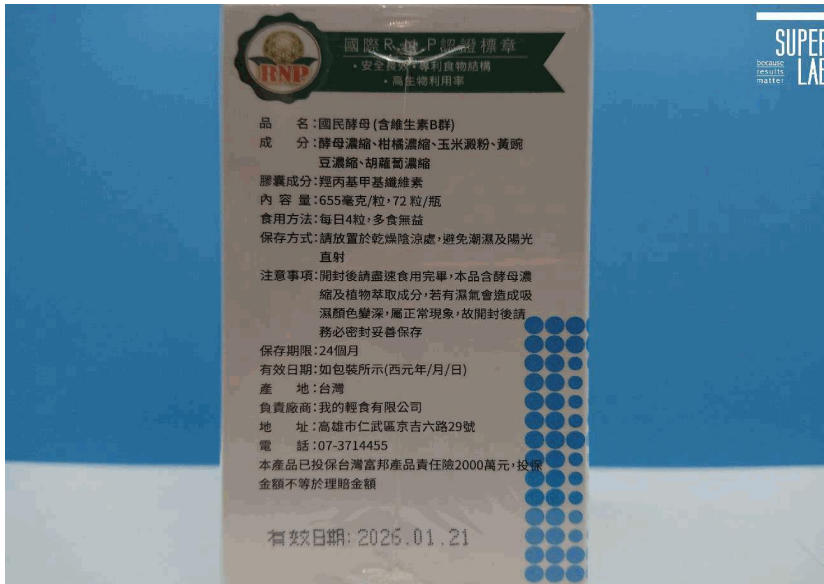 SUPER
LAB
because
results
matter
RNP
國際RNP認證標章
•安全長效•專利食物結構
•高生物利用率
品　　名:國民酵母(含維生素B群)
成　　分:酵母濃縮、柑橘濃縮、玉米澱粉、黃豌
豆濃縮、胡蘿蔔濃縮
膠囊成分:羥丙基甲基纖維素
內 容 量:655毫克/粒,72粒/瓶
食用方法:每日4粒,多食無益
保存方式:請放置於乾燥陰涼處,避免潮濕及陽光
直射
注意事項:開封後請盡速食用完畢,本品含酵母濃
縮及植物萃取成分,若有濕氣會造成吸
濕顏色變深,屬正常現象,故開封後請
務必密封妥善保存
保存期限:24個月
有效日期:如包裝所示(西元年/月/日)
產　　地:台灣
負責廠商:我的輕食有限公司
地　　址:高雄市仁武區京吉六路29號
電　　話:07-3714455
本產品已投保台灣富邦產品責任險2000萬元,投保
金額不等於理賠金額
有效日期: 2026.01.21